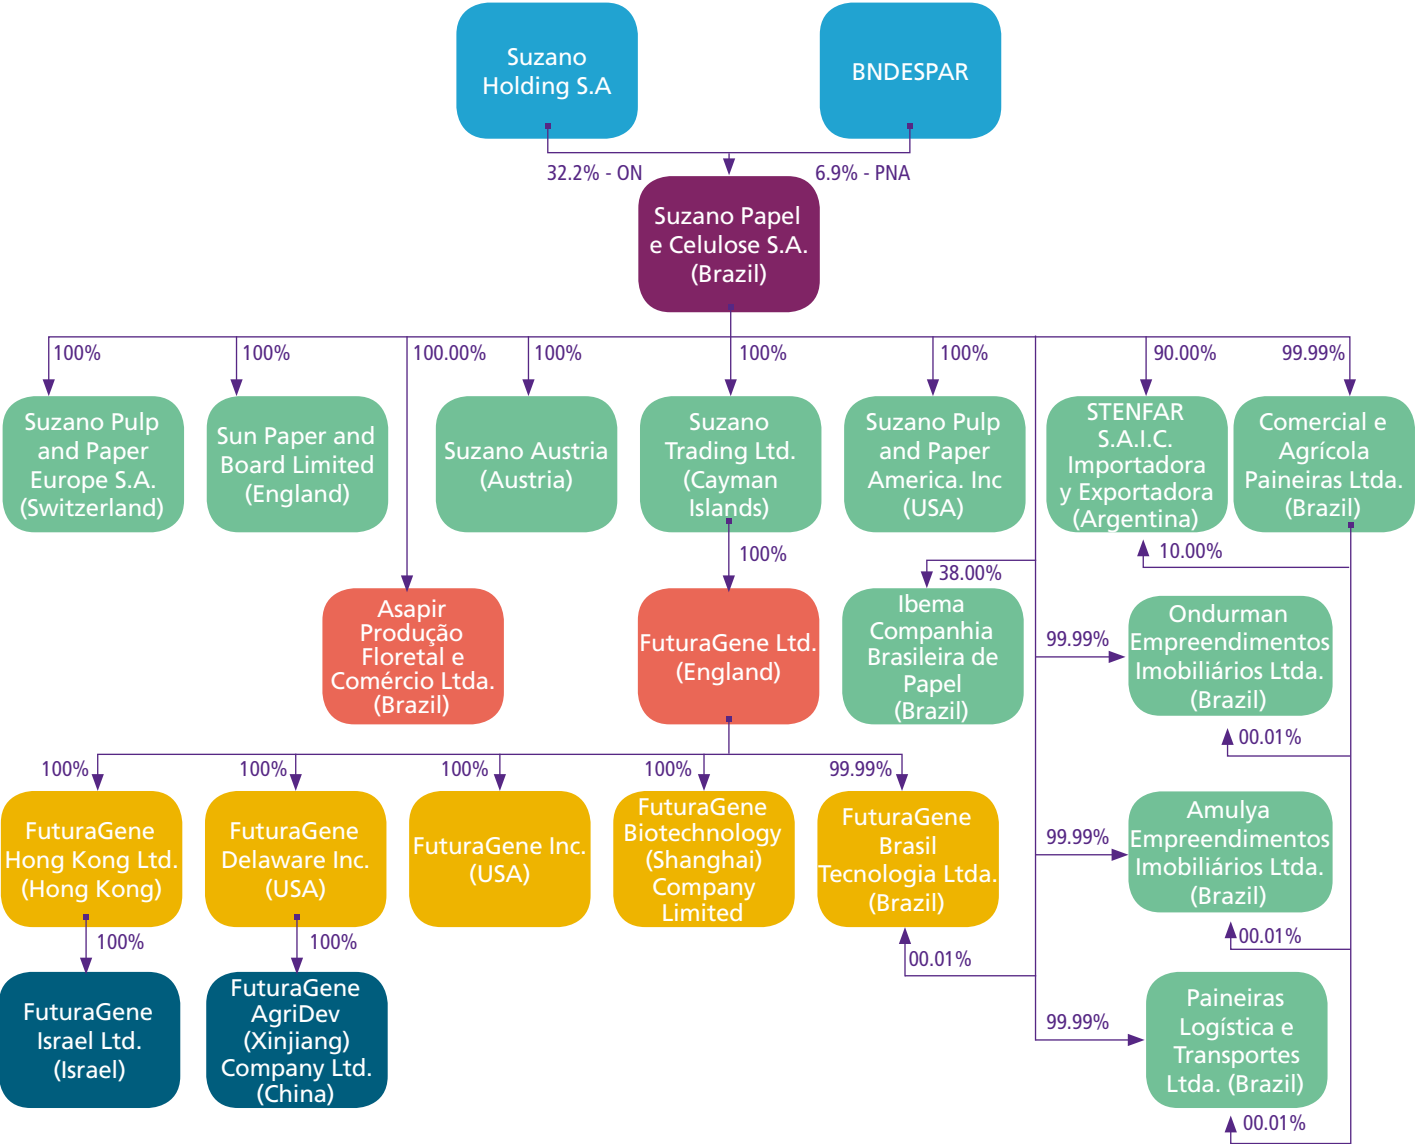 Suzano
Holding S.A
BNDESPAR
32.2% - ON
6.9% - PNA
Suzano Papel
e Celulose S.A.
(Brazil)
100%
100%
100.00%
100%
100%
100%
90.00%
99.99%
Suzano Pulp
and Paper
Europe S.A.
(Switzerland)
Sun Paper and
Board Limited
(England)
Suzano Austria
(Austria)
Suzano
Trading Ltd.
(Cayman
Islands)
Suzano Pulp
and Paper
America. Inc
(USA)
STENFAR
S.A.I.C.
Importadora
y Exportadora
(Argentina)
Comercial e
Agrícola
Paineiras Ltda.
(Brazil)
100%
10.00%
38.00%
Asapir
Produção
Floretal e
Comércio Ltda.
(Brazil)
FuturaGene Ltd.
(England)
Ibema
Companhia
Brasileira de
Papel
(Brazil)
99.99%
Ondurman
Empreendimentos
Imobiliários Ltda.
(Brazil)
00.01%
100%
100%
100%
100%
99.99%
FuturaGene
Hong Kong Ltd.
(Hong Kong)
FuturaGene
Delaware Inc.
(USA)
FuturaGene Inc.
(USA)
FuturaGene
Biotechnology
(Shanghai)
Company
Limited
FuturaGene
Brasil
Tecnologia Ltda.
(Brazil)
99.99%
Amulya
Empreendimentos
Imobiliários Ltda.
(Brazil)
100%
100%
00.01%
00.01%
FuturaGene
Israel Ltd.
(Israel)
FuturaGene
AgriDev
(Xinjiang)
Company Ltd.
(China)
99.99%
Paineiras
Logística e
Transportes
Ltda. (Brazil)
00.01%